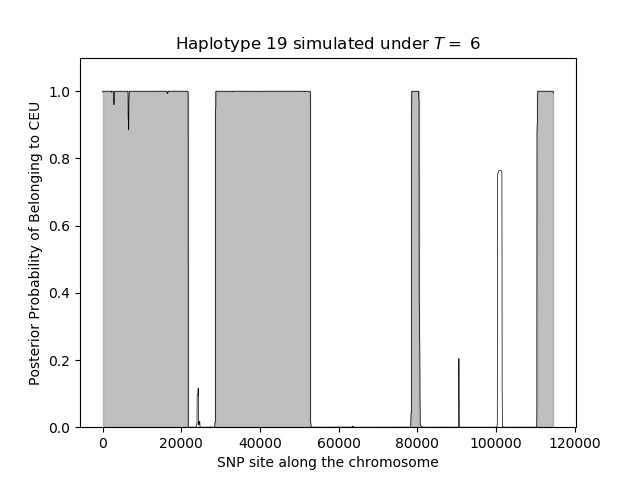 Haplotype 19 simulated under T = 6
Posterior Probability of Belonging to CEU
1.0
0.8
0.6
0.4
0.2
0.0
0 20000 40000 60000 80000 100000 120000
SNP site along the chromosome